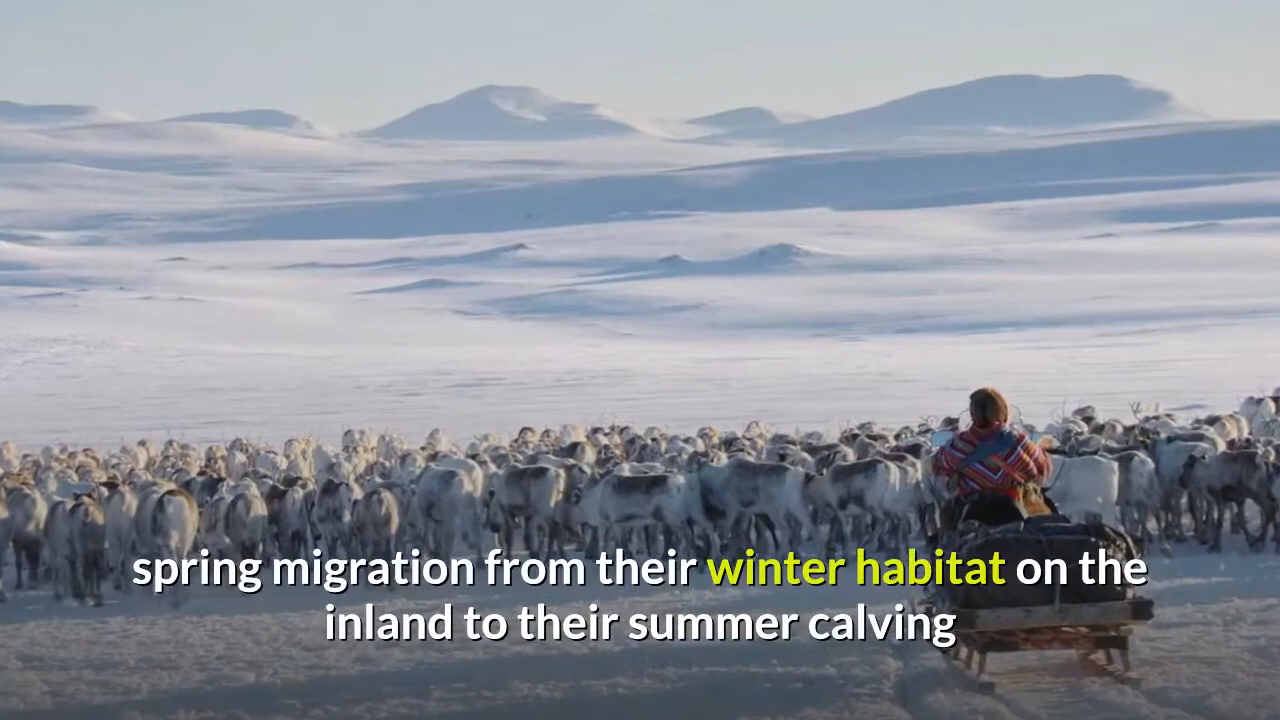 spring migration from their winter habitat on the
inland to their summer calving